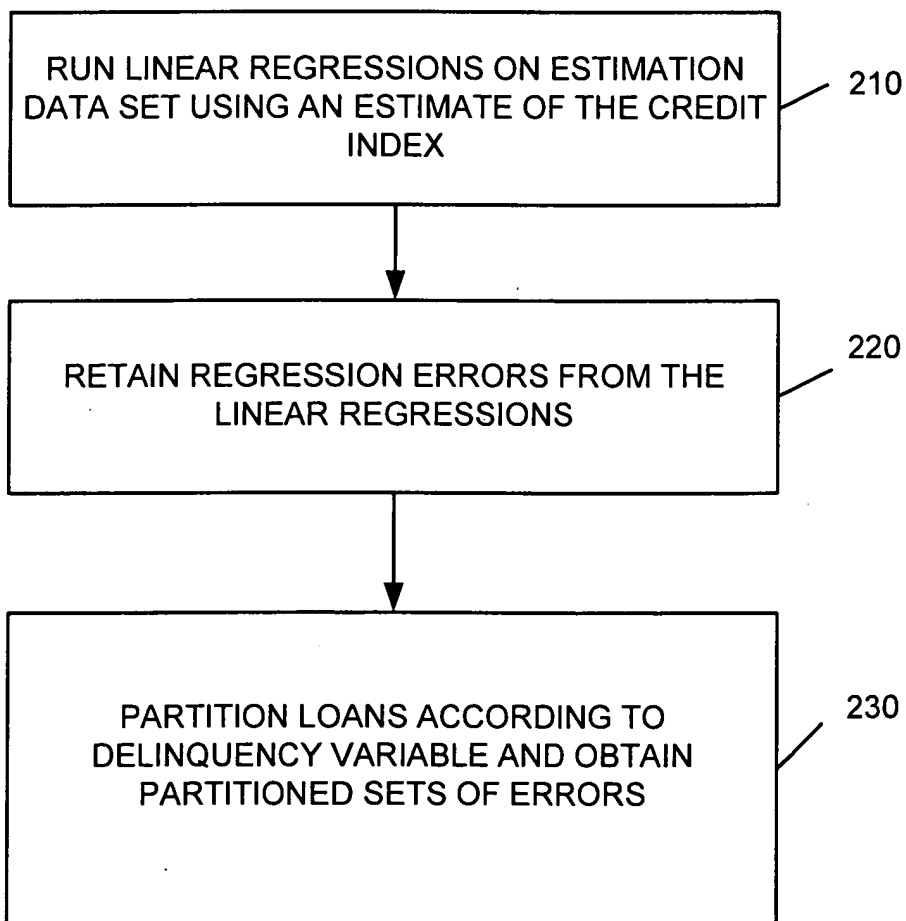 RUN LINEAR REGRESSIONS ON ESTIMATION
DATA SET USING AN ESTIMATE OF THE CREDIT
INDEX
210
RETAIN REGRESSION ERRORS FROM THE
LINEAR REGRESSIONS
220
PARTITION LOANS ACCORDING TO
DELINQUENCY VARIABLE AND OBTAIN
PARTITIONED SETS OF ERRORS
230